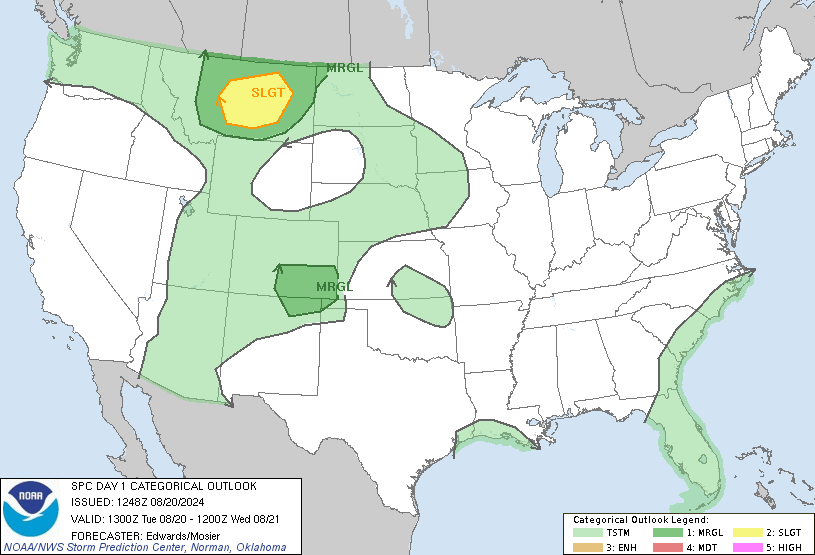 MRGL
SLGT
MRGL
NOAA
SPC DAY 1 CATEGORICAL OUTLOOK
ISSUED: 1248Z 08/20/2024
VALID: 1300Z Tue 08/20 - 1200Z Wed 08/21
FORECASTER: Edwards/Mosier
NOAA/NWS Storm Prediction Center, Norman, Oklahoma
Categorical Outlook Legend:
TSTM 1: MRGL 2: SLGT
3: ENH 4: MDT 5: HIGH